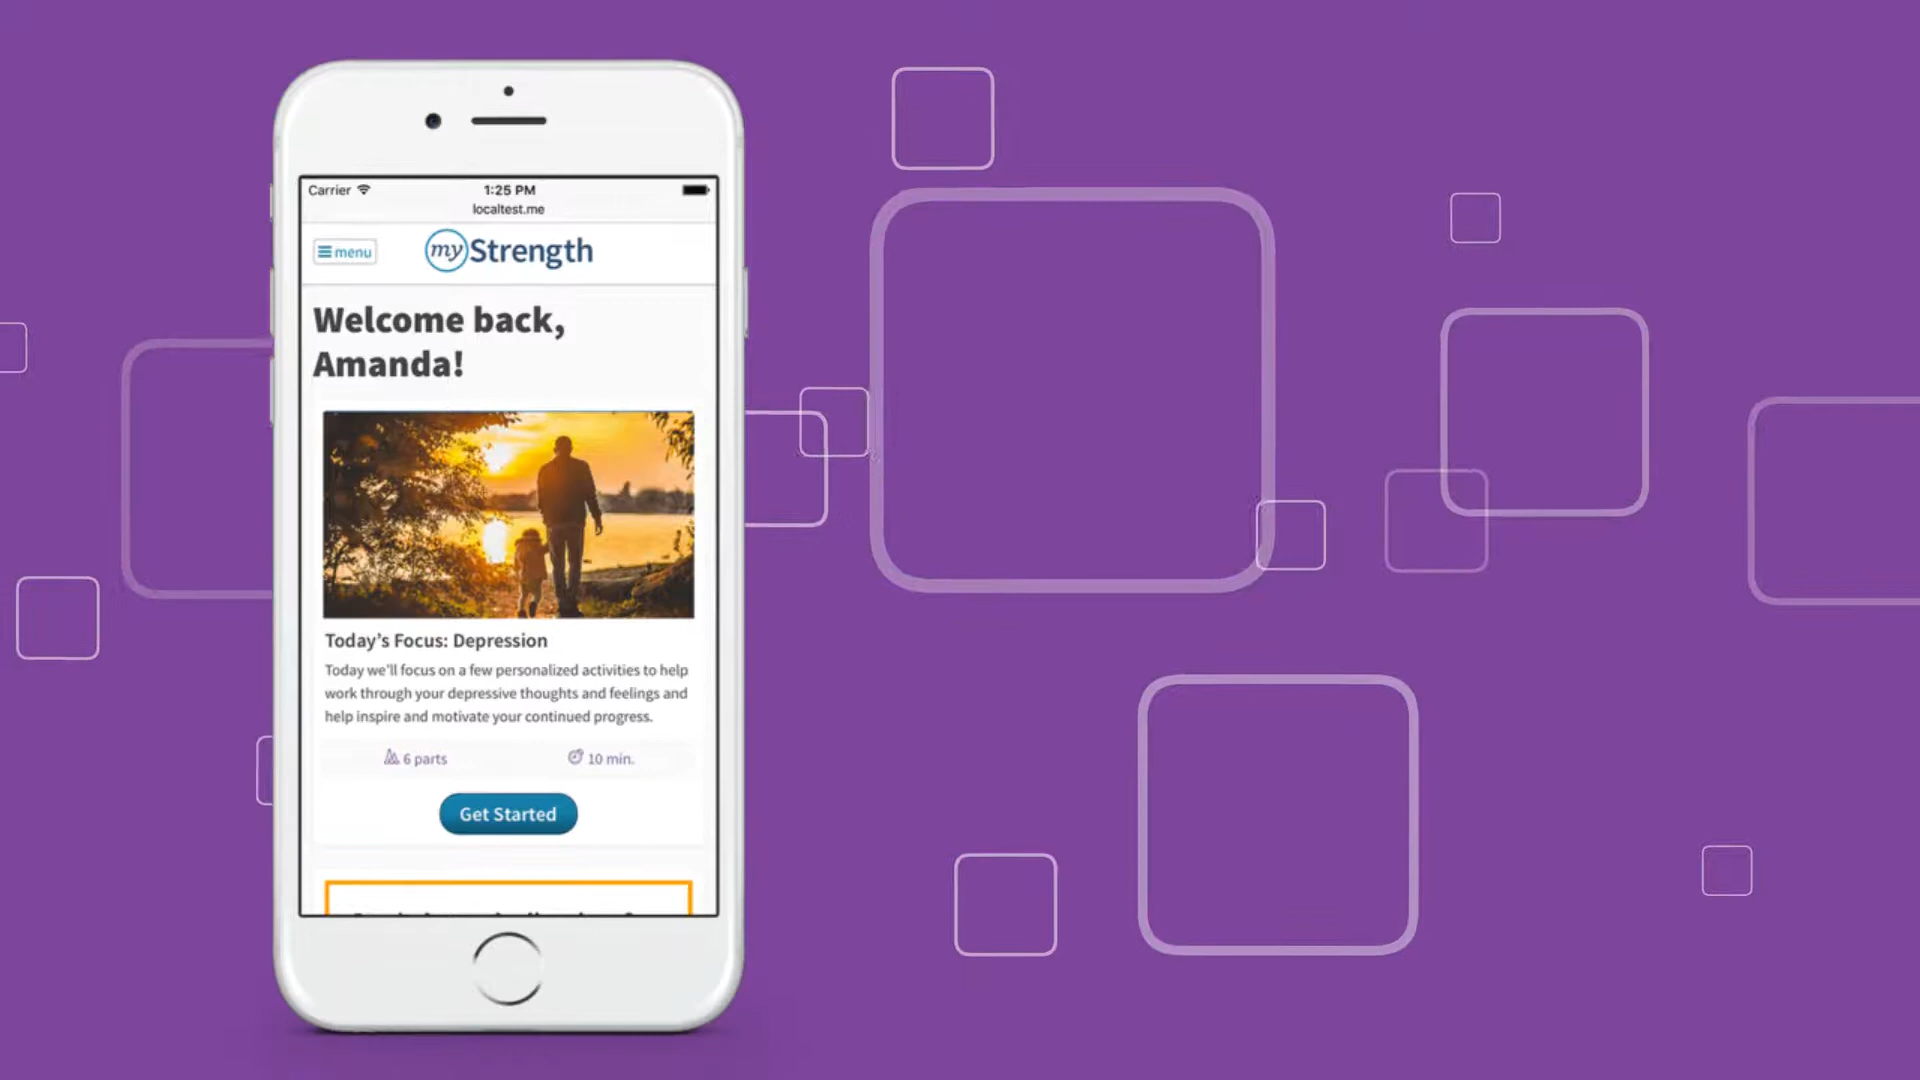 Carrier
1:25 PM
localtest.me
menu
myStrength
Welcome back,
Amanda!
Today's Focus: Depression
Today we'll focus on a few personalized activities to help
work through your depressive thoughts and feelings and
help inspire and motivate your continued progress.
6 parts
10 min.
Get Started